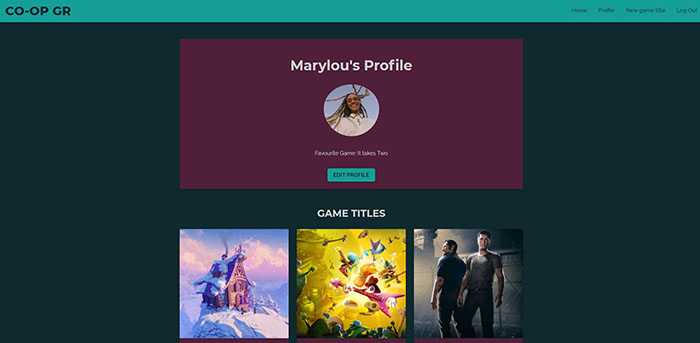 CO-OP GR
Home Profile New game title Log Out
Marylou's Profile
Favourite Game: It takes Two
EDIT PROFILE
GAME TITLES